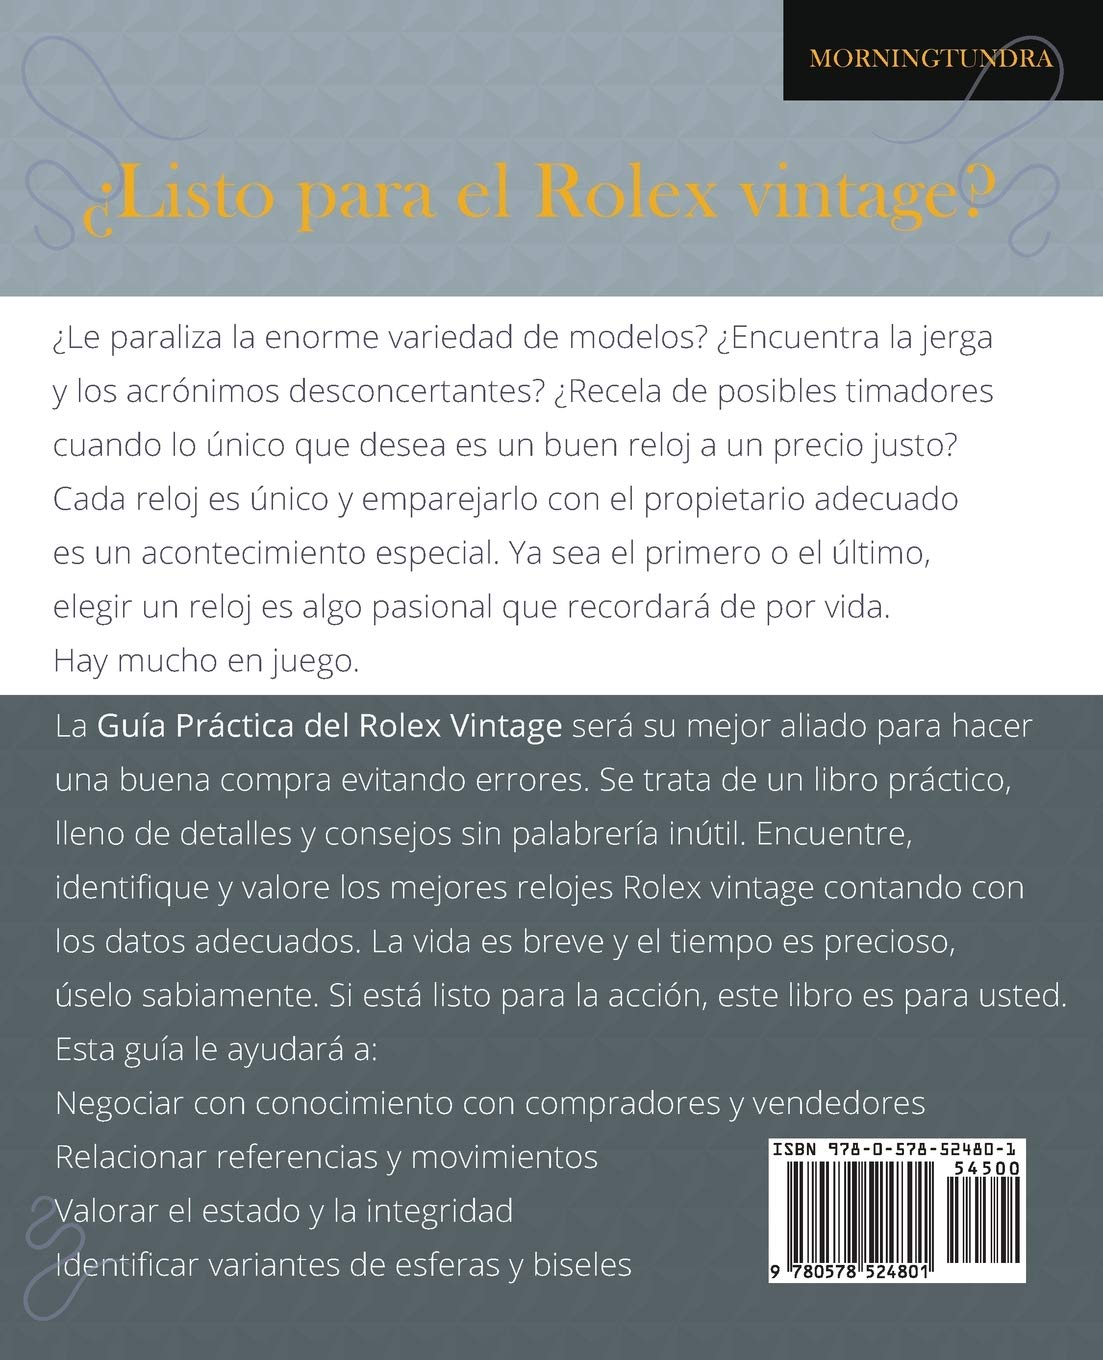 MORNINGTUNDRA
¿Listo para el Rolex vintage?
¿Le paraliza la enorme variedad de modelos? ¿Encuentra la jerga
y los acrónimos desconcertantes? ¿Recela de posibles timadores
cuando lo único que desea es un buen reloj a un precio justo?
Cada reloj es único y emparejarlo con el propietario adecuado
es un acontecimiento especial. Ya sea el primero o el último,
elegir un reloj es algo pasional que recordará de por vida.
Hay mucho en juego.
La Guía Práctica del Rolex Vintage será su mejor aliado para hacer
una buena compra evitando errores. Se trata de un libro práctico,
lleno de detalles y consejos sin palabrería inútil. Encuentre,
identifique y valore los mejores relojes Rolex vintage contando con
los datos adecuados. La vida es breve y el tiempo es precioso,
úselo sabiamente. Si está listo para la acción, este libro es para usted.
Esta guía le ayudará a:
Negociar con conocimiento con compradores y vendedores
Relacionar referencias y movimientos
Valorar el estado y la integridad
Identificar variantes de esferas y biseles
ISBN 978-0-578-52480-1
54500
9 780578 524801